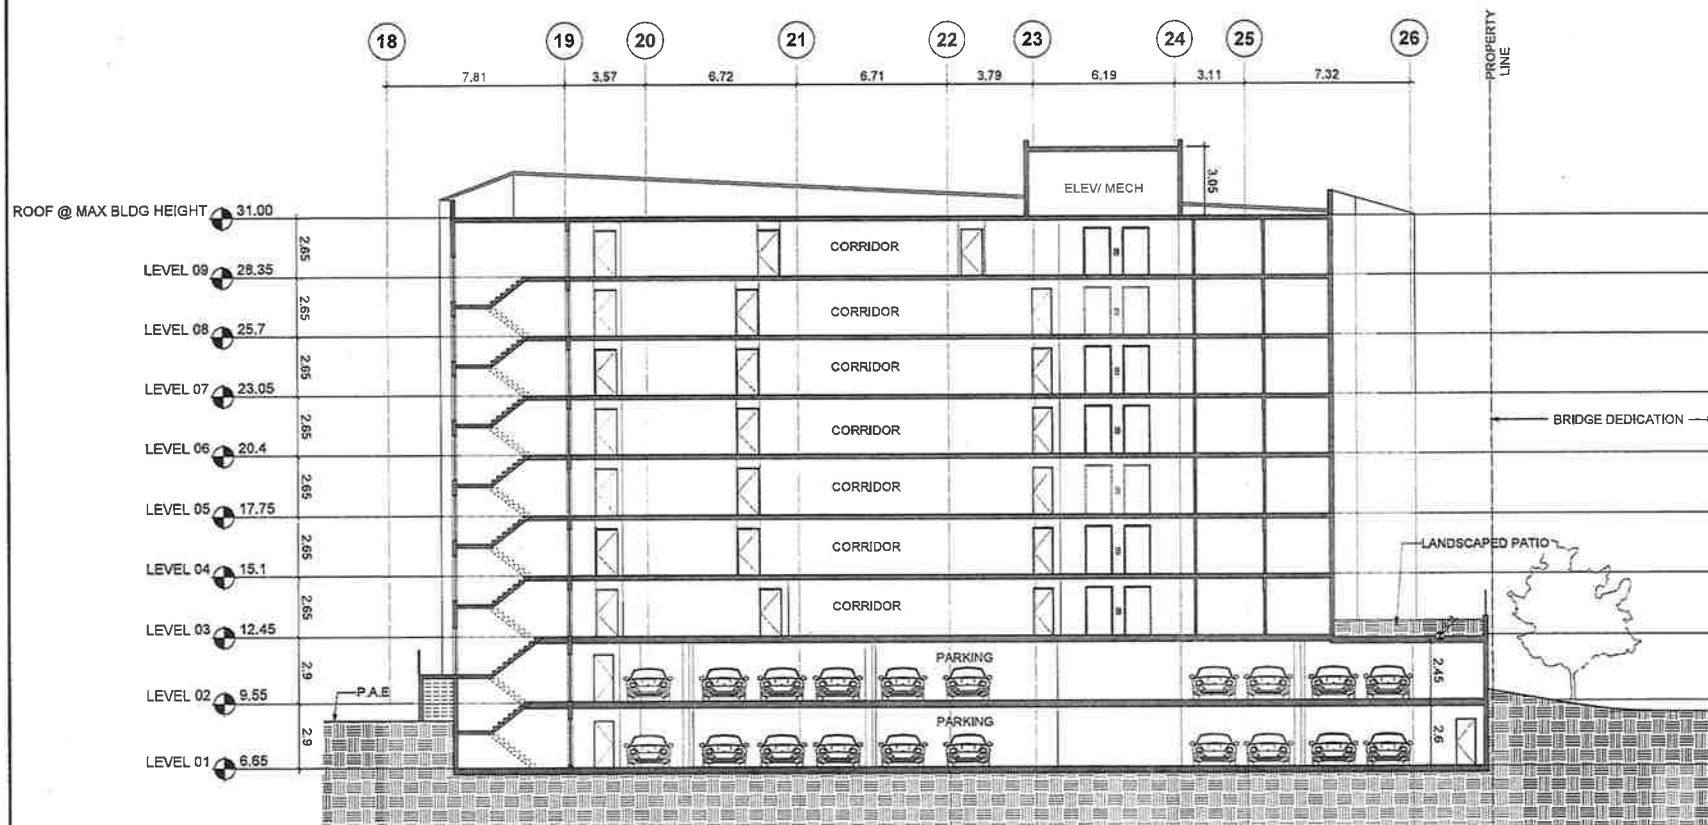 18 19 20 21 22 23 24 25 26
PROPERTY
LINE
7.81 3.57 6.72 6.71 3.79 6.19 3.11 7.32
3.05
ELEV/ MECH
ROOF @ MAX BLDG HEIGHT 31.00
2.65
CORRIDOR
LEVEL 09 28.35
2.65
CORRIDOR
LEVEL 08 25.7
2.65
CORRIDOR
LEVEL 07 23.05
2.65
CORRIDOR
BRIDGE DEDICATION
LEVEL 06 20.4
2.65
CORRIDOR
LEVEL 05 17.75
2.65
CORRIDOR
LANDSCAPED PATIO
LEVEL 04 15.1
2.65
CORRIDOR
LEVEL 03 12.45
2.9
PARKING
2.45
LEVEL 02 9.55
P.A.E
2.9
PARKING
2.6
LEVEL 01 6.65